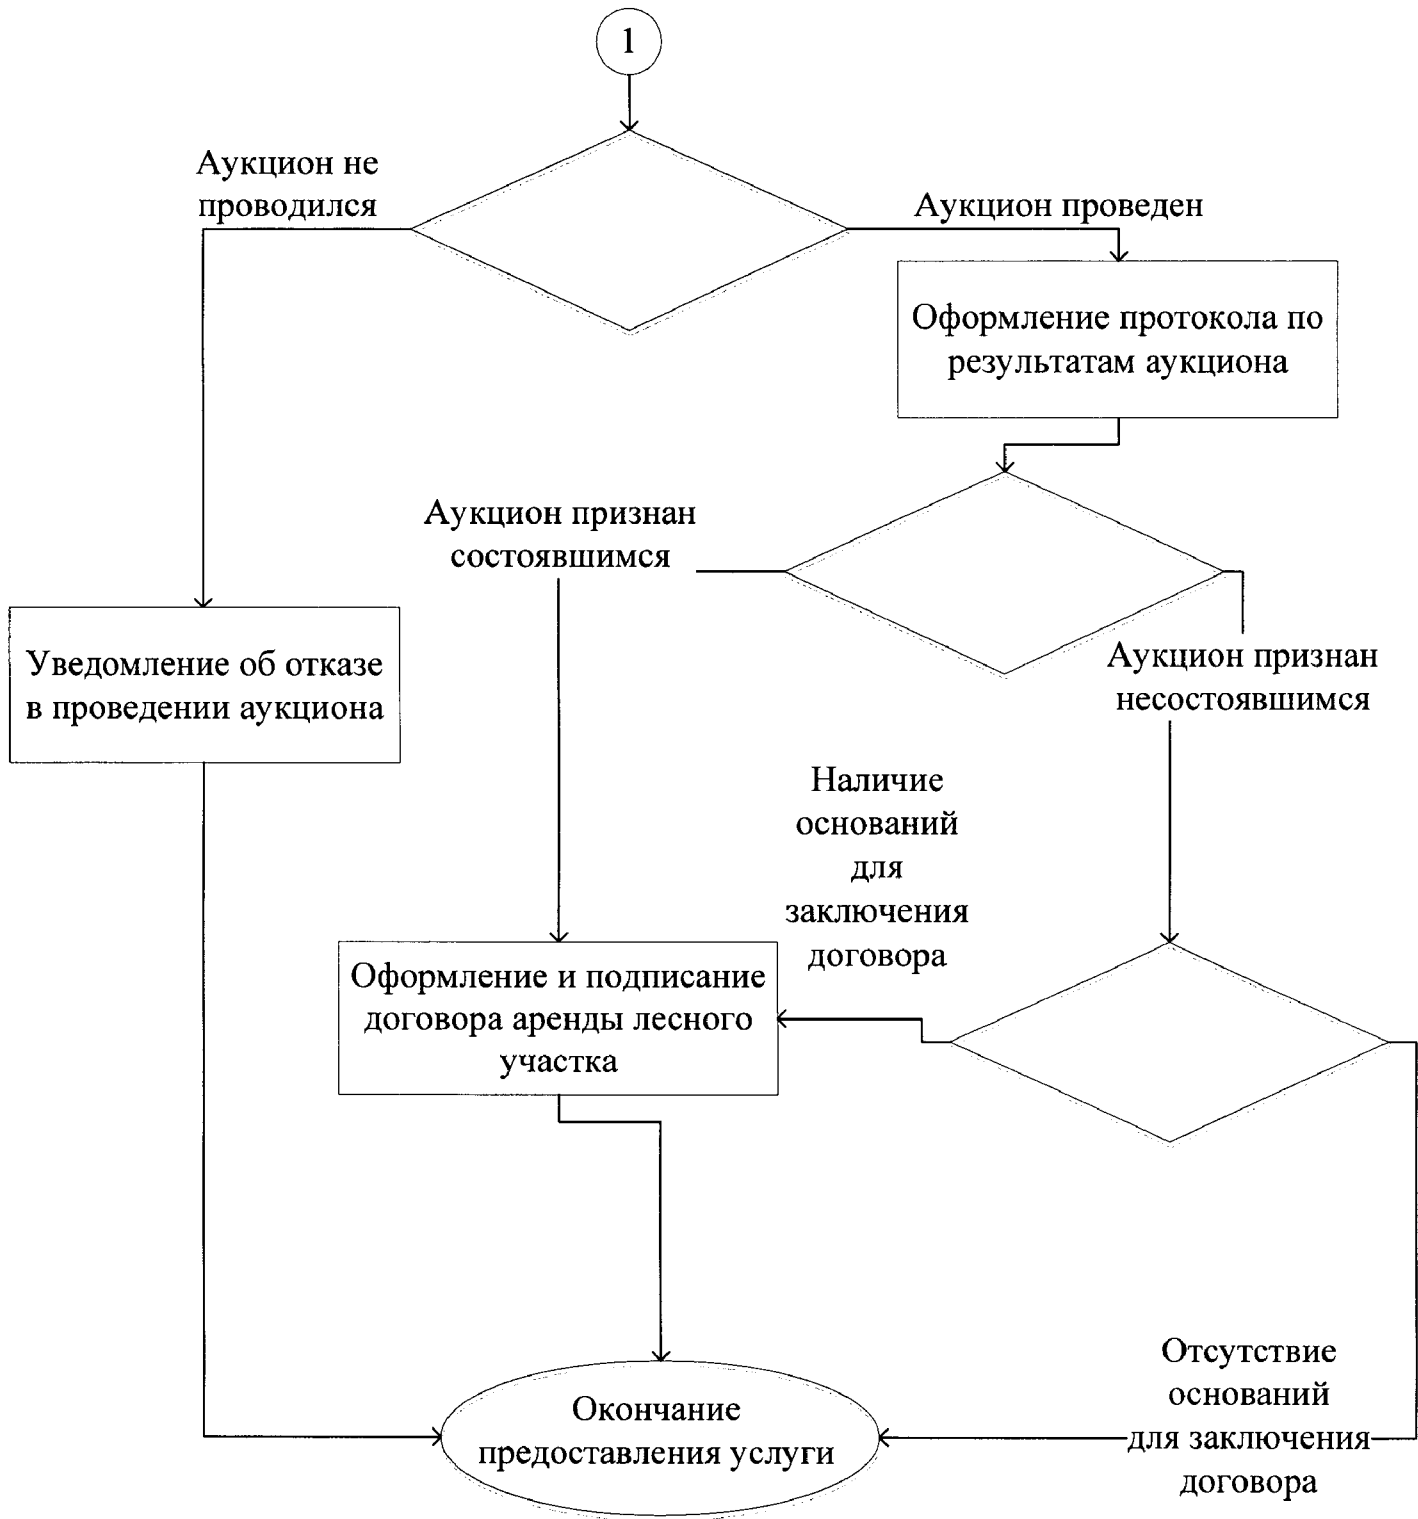 1
Аукцион не
проводился
Аукцион проведен
Оформление протокола по
результатам аукциона
Аукцион признан
состоявшимся
Уведомление об отказе
в проведении аукциона
Аукцион признан
несостоявшимся
Наличие
оснований
для
заключения
договора
Оформление и подписание
договора аренды лесного
участка
Отсутствие
оснований
для заключения
договора
Окончание
предоставления услуги